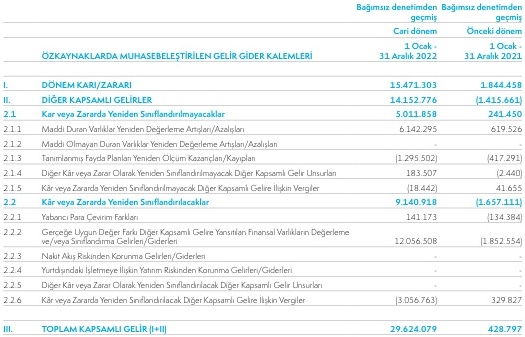 Bağımsız denetimden Bağımsız denetimden
geçmiş geçmiş
Cari dönem Önceki dönem
1 Ocak - 1 Ocak -
ÖZKAYNAKLARDA MUHASEBELEŞTİRİLEN GELİR GİDER KALEMLERİ 31 Aralık 2022 31 Aralık 2021
I. DÖNEM KARI/ZARARI 15.471.303 1.844.458
II. DİĞER KAPSAMLI GELİRLER 14.152.776 (1.415.661)
2.1 Kar veya Zararda Yeniden Sınıflandırılmayacaklar 5.011.858 241.450
2.1.1 Maddi Duran Varlıklar Yeniden Değerleme Artışları/Azalışları 6.142.295 619.526
2.1.2 Maddi Olmayan Duran Varlıklar Yeniden Değerleme Artışları/Azalışları - -
2.1.3 Tanımlanmış Fayda Planları Yeniden Ölçüm Kazançları/Kayıpları (1.295.502) (417.291)
2.1.4 Diğer Kâr veya Zarar Olarak Yeniden Sınıflandırılmayacak Diğer Kapsamlı Gelir Unsurları 183.507 (2.440)
2.1.5 Kâr veya Zararda Yeniden Sınıflandırılmayacak Diğer Kapsamlı Gelire İlişkin Vergiler (18.442) 41.655
2.2 Kâr veya Zararda Yeniden Sınıflandırılacaklar 9.140.918 (1.657.111)
2.2.1 Yabancı Para Çevirim Farkları 141.173 (134.384)
2.2.2 Gerçeğe Uygun Değer Farkı Diğer Kapsamlı Gelire Yansıtılan Finansal Varlıkların Değerleme
ve/veya Sınıflandırma Gelirleri/Giderleri 12.056.508 (1.852.554)
2.2.3 Nakit Akış Riskinden Korunma Gelirleri/Giderleri - -
2.2.4 Yurtdışındaki İşletmeye İlişkin Yatırım Riskinden Korunma Gelirleri/Giderleri - -
2.2.5 Diğer Kâr veya Zarar Olarak Yeniden Sınıflandırılacak Diğer Kapsamlı Gelir Unsurları - -
2.2.6 Kâr veya Zararda Yeniden Sınıflandırılacak Diğer Kapsamlı Gelire İlişkin Vergiler (3.056.763) 329.827
III. TOPLAM KAPSAMLI GELİR (I+II) 29.624.079 428.797